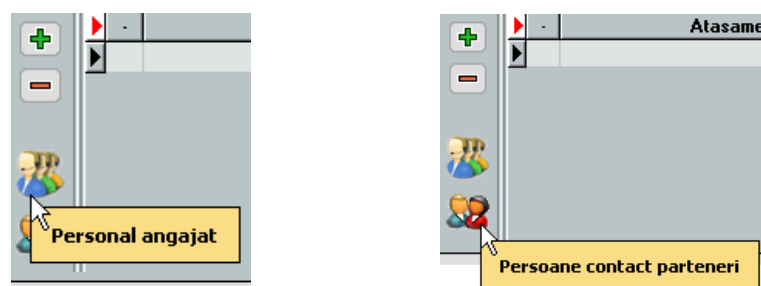 -
- Atasame
Personal angajat
Persoane contact parteneri